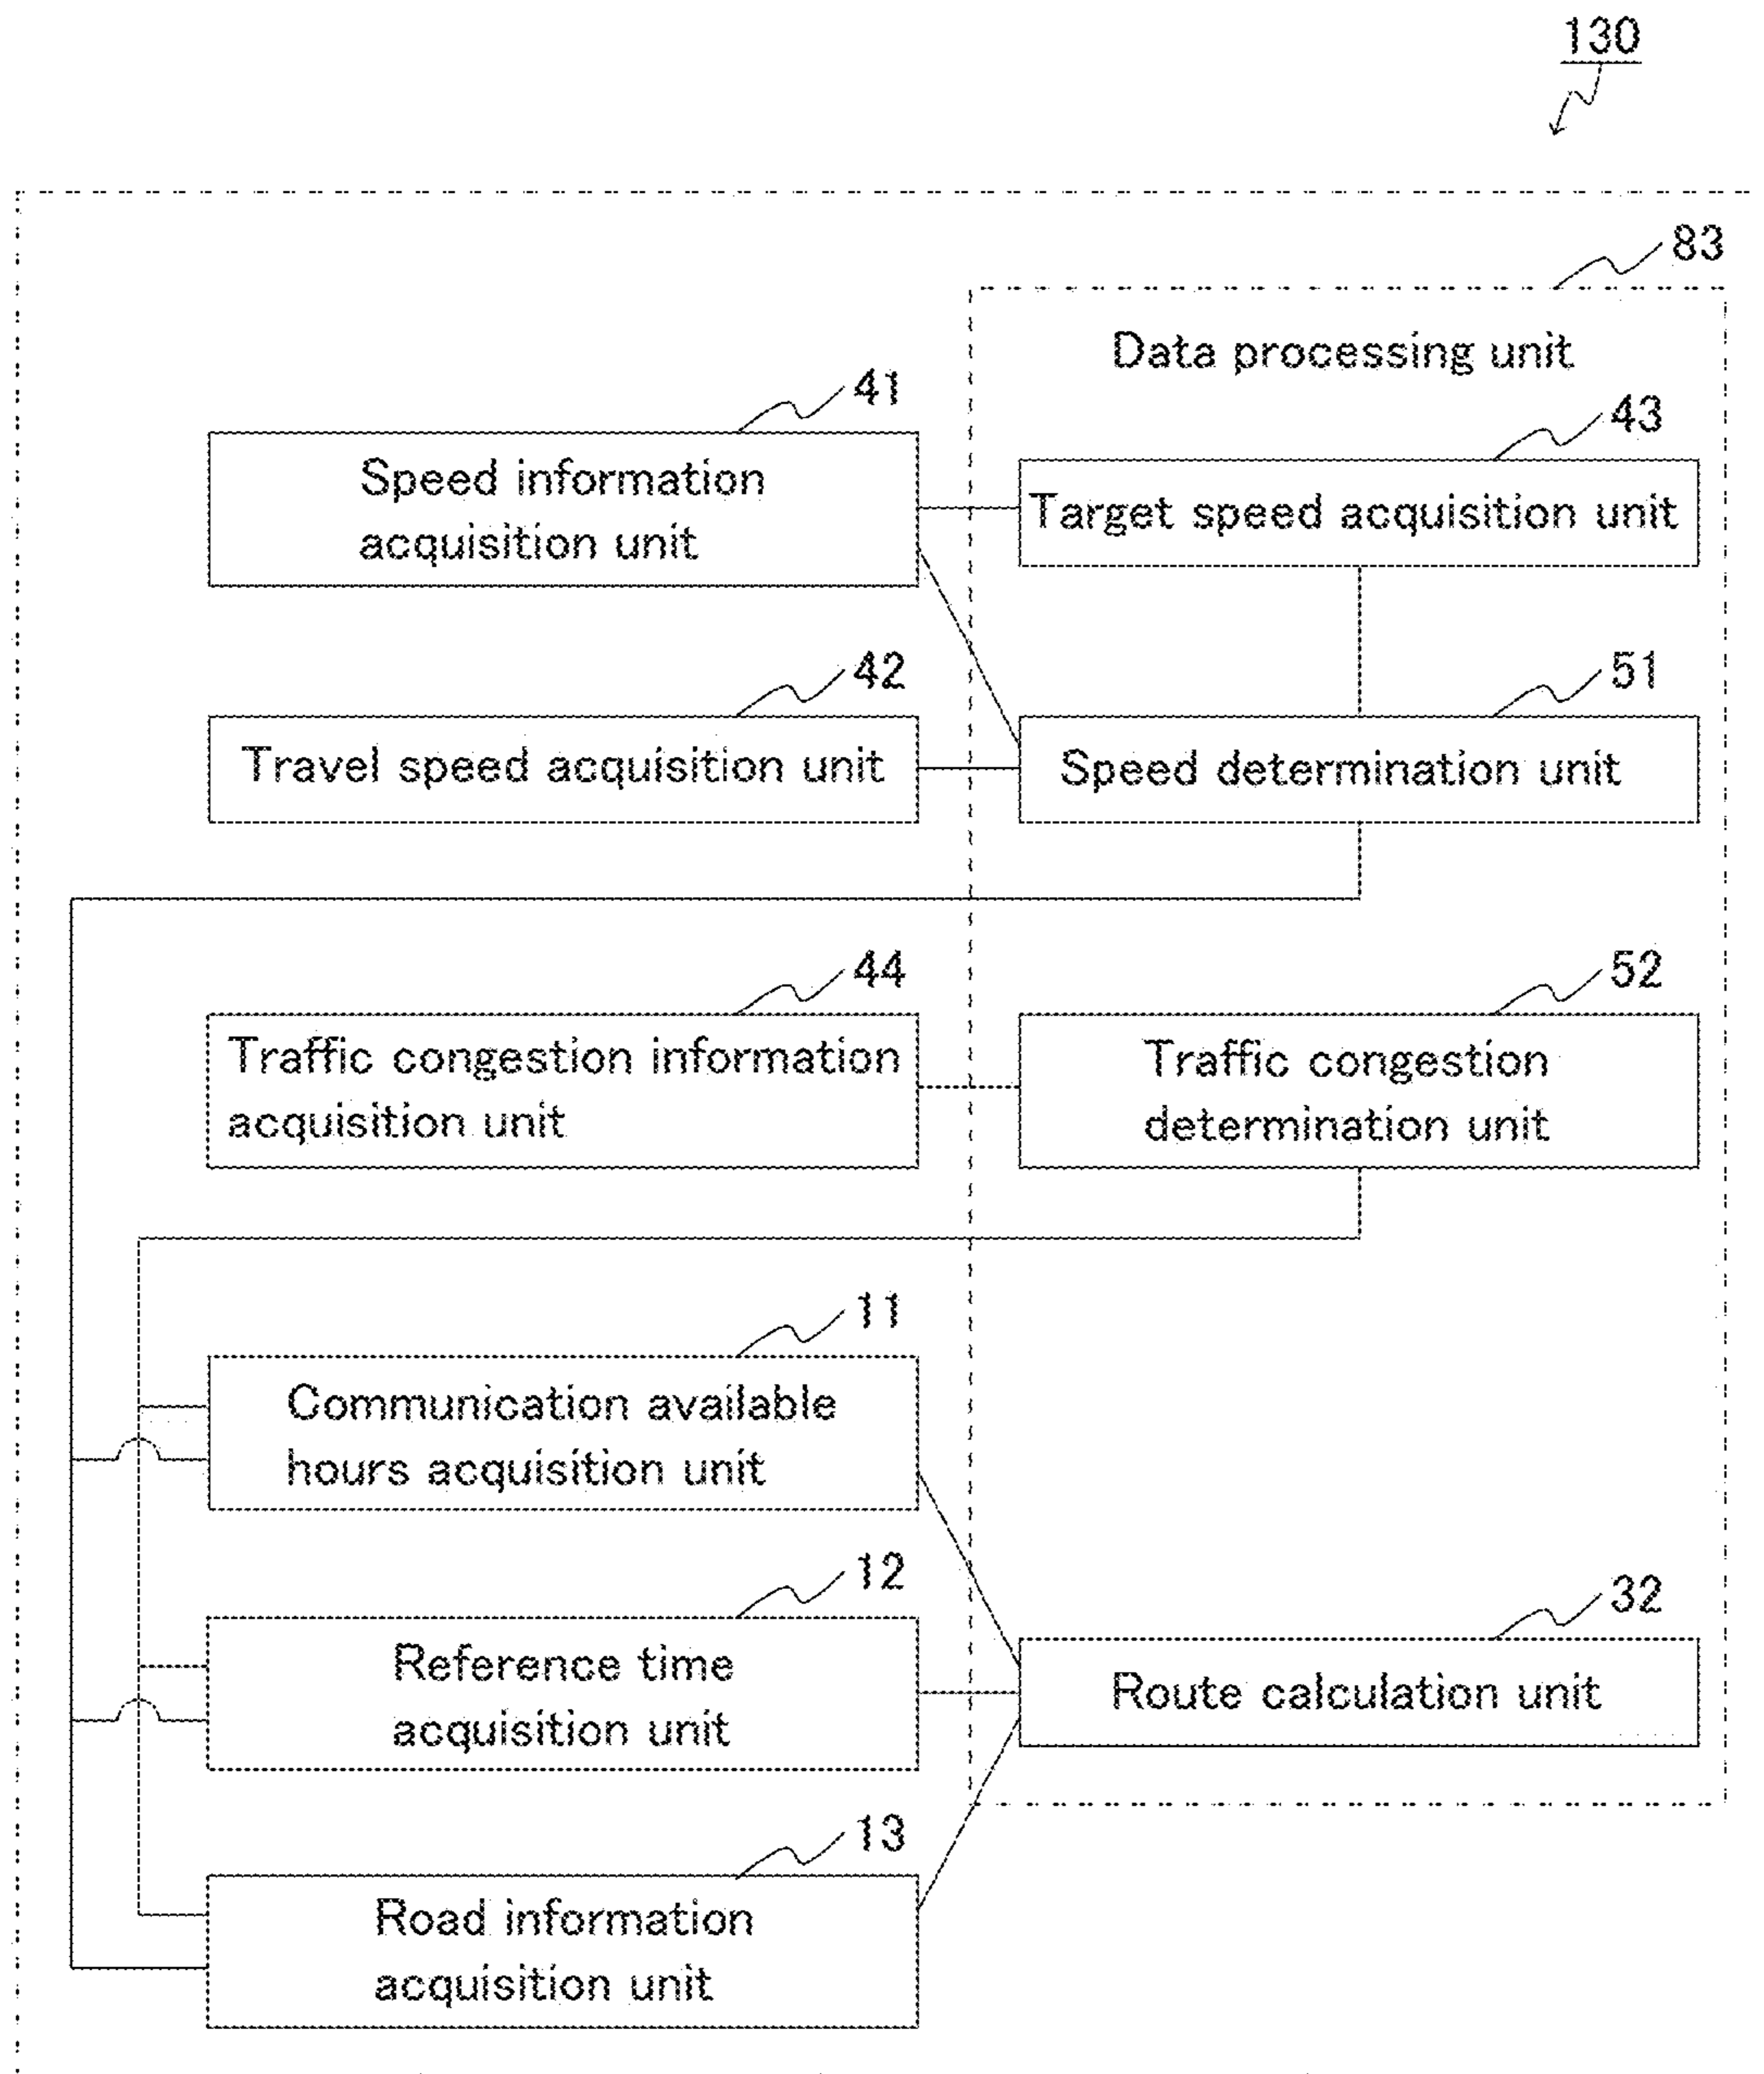 130
83
Data processing unit
41
Speed information
acquisition unit
43
Target speed acquisition unit
42
Travel speed acquisition unit
51
Speed determination unit
44
Traffic congestion information
acquisition unit
52
Traffic congestion
determination unit
11
Communication available
hours acquisition unit
12
Reference time
acquisition unit
32
Route calculation unit
13
Road information
acquisition unit